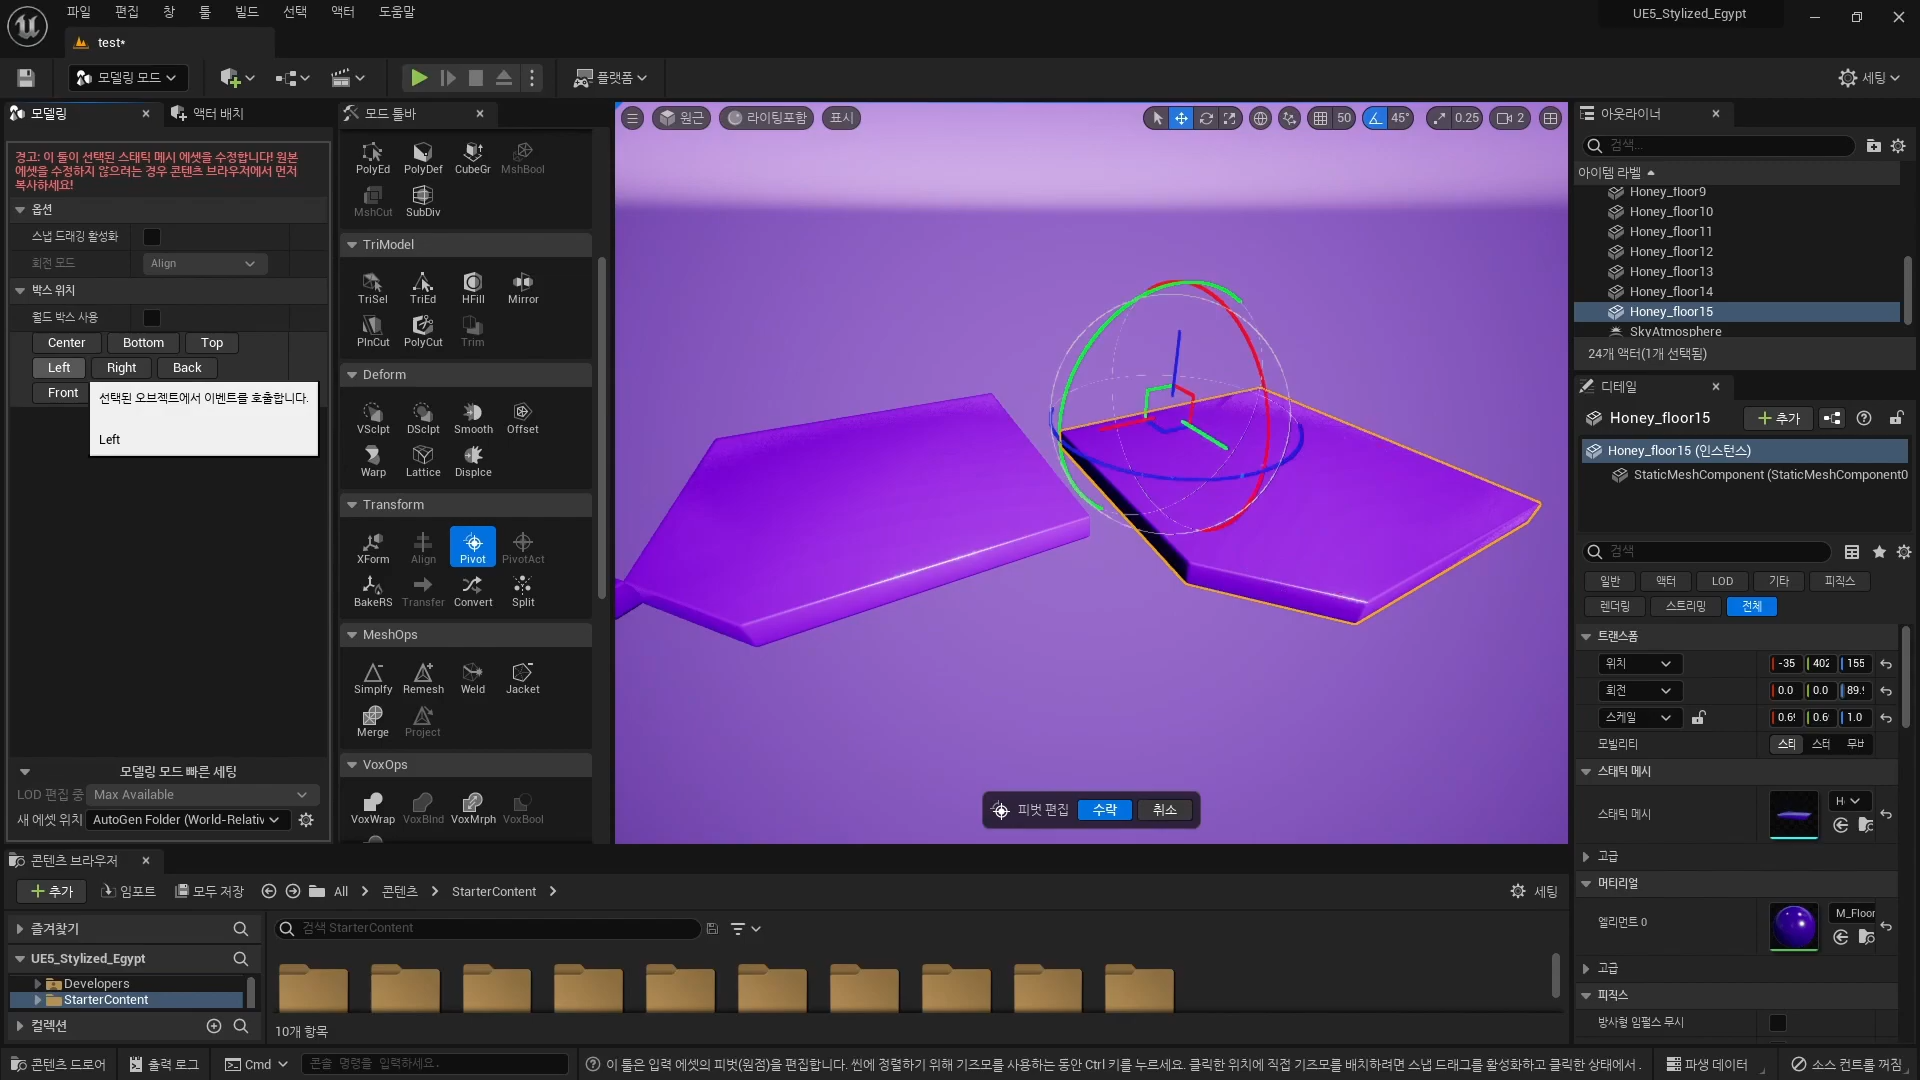 파일 편집 창 툴 빌드 선택 액터 도움말
UE5_Stylized_Egypt
test*
모델링 모드
플랫폼
세팅
모델링
액터 배치
모드 툴바
경고: 이 툴이 선택된 스태틱 메시 에셋을 수정합니다! 원본
에셋을 수정하지 않으려는 경우 콘텐츠 브라우저에서 먼저
복사하세요!
옵션
스냅 드래깅 활성화
회전 모드
Align
박스 위치
월드 박스 사용
Center Bottom Top
Left Right Back
Front
선택된 오브젝트에서 이벤트를 호출합니다.
Left
모델링 모드 빠른 세팅
LOD 편집 중
Max Available
새 에셋 위치
AutoGen Folder (World-Relativ
PolyEd PolyDef CubeGr MshBool
MshCut SubDiv
TriModel
TriSel TriEd HFill Mirror
PlnCut PolyCut Trim
Deform
VSclpt DSclpt Smooth Offset
Warp Lattice Displce
Transform
XForm Align Pivot PivotAct
BakeRS Transfer Convert Split
MeshOps
Simplfy Remesh Weld Jacket
Merge Project
VoxOps
VoxWrap VoxBlnd VoxMrph VoxBool
원근
라이팅포함
표시
50
45°
0.25
2
피벗 편집
수락
취소
아웃라이너
검색...
아이템 라벨
Honey_floor9
Honey_floor10
Honey_floor11
Honey_floor12
Honey_floor13
Honey_floor14
Honey_floor15
SkyAtmosphere
24개 액터(1개 선택됨)
디테일
Honey_floor15
추가
Honey_floor15 (인스턴스)
StaticMeshComponent (StaticMeshComponent0
검색
일반 액터 LOD 기타 피직스
렌더링 스트리밍 전체
트랜스폼
위치
-35 402 155
회전
0.0 0.0 89.9
스케일
0.6 0.6 1.0
모빌리티
스태 스테 무버
스태틱 메시
스태틱 메시
고급
머티리얼
엘리먼트 0
M_Floor
고급
피직스
방사형 임펄스 무시
콘텐츠 브라우저
추가
임포트
모두 저장
All
콘텐츠
StarterContent
세팅
즐겨찾기
검색 StarterContent
UE5_Stylized_Egypt
Developers
StarterContent
컬렉션
10개 항목
콘텐츠 드로어
출력 로그
Cmd
콘솔 명령을 입력하세요.
이 툴은 입력 에셋의 피벗(원점)을 편집합니다. 씬에 정렬하기 위해 기즈모를 사용하는 동안 Ctrl 키를 누르세요. 클릭한 위치에 직접 기즈모를 배치하려면 스냅 드래그를 활성화하고 클릭한 상태에서 .
파생 데이터
소스 컨트롤 꺼짐